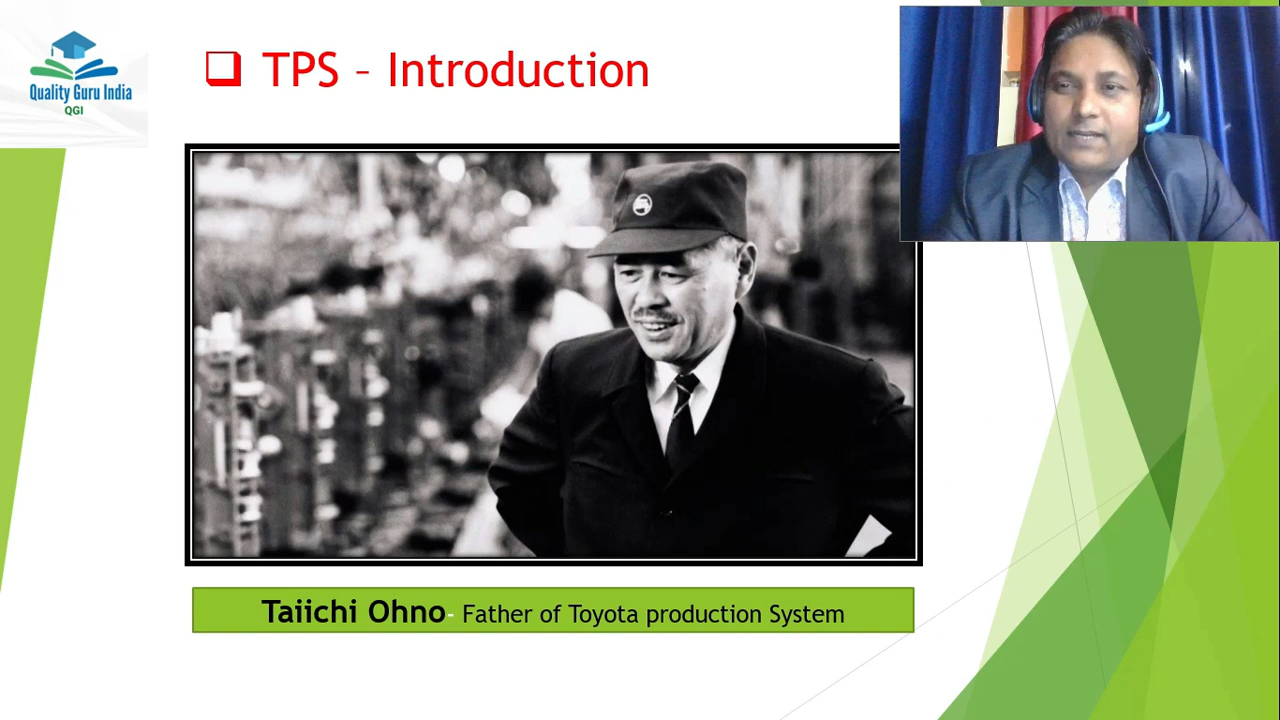 Quality Guru India
QGI
TPS – Introduction
Taiichi Ohno- Father of Toyota production System